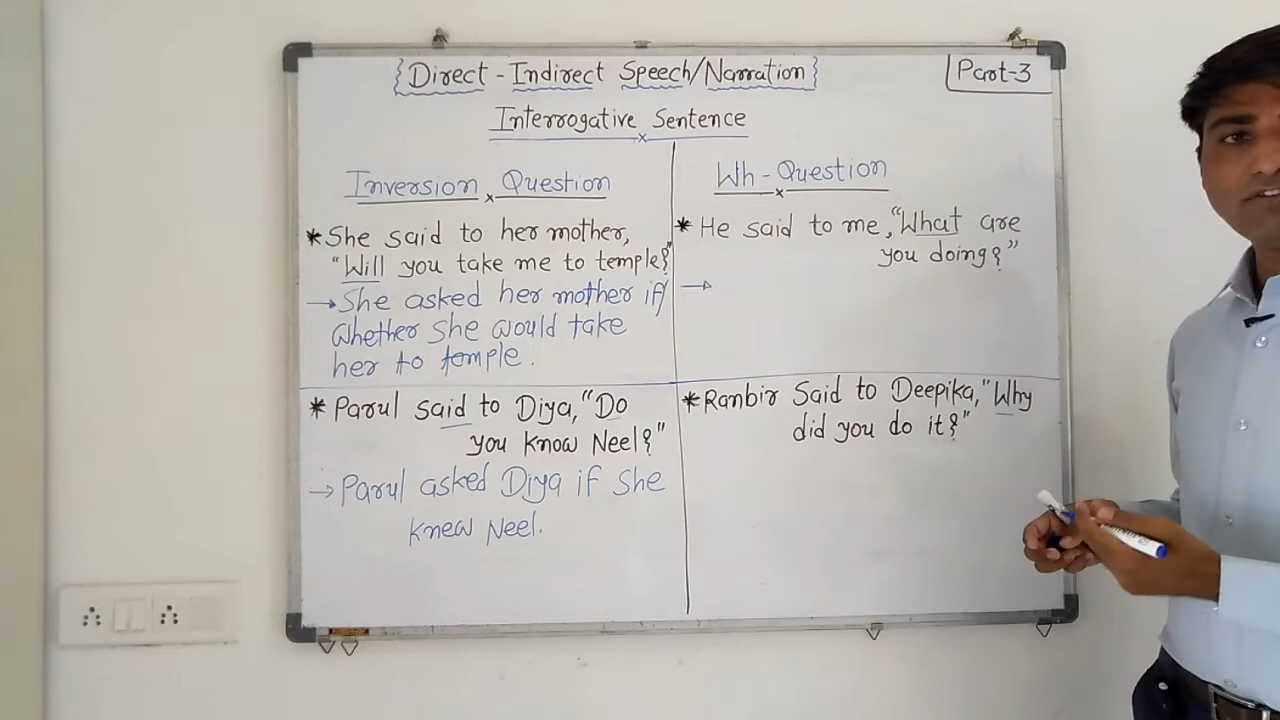 {Direct - Indirect Speech/Narration}
Part-3
Interrogative Sentence
Inversion Question
* She said to her mother,
"Will you take me to temple?"
→ She asked her mother if/
whether she would take
her to temple.
Wh - Question
* He said to me, "What are
you doing?"
→
* Parul said to Diya, "Do
you know Neel?"
→ Parul asked Diya if she
knew Neel.
* Ranbir Said to Deepika, "Why
did you do it?"